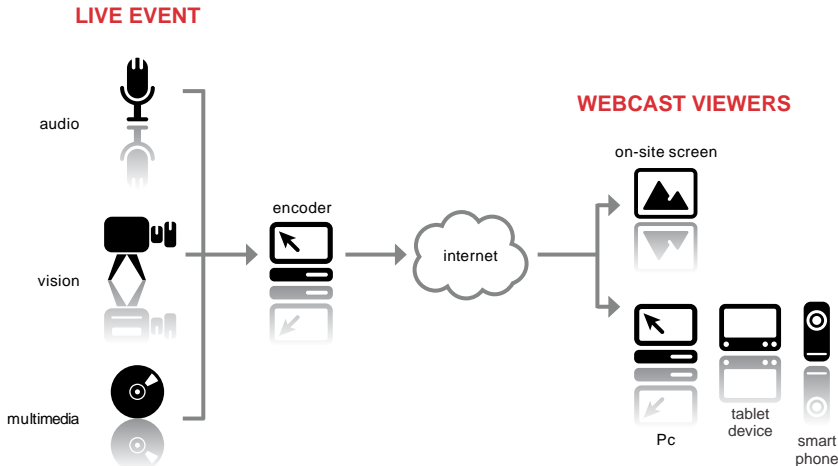 LIVE EVENT
audio
vision
multimedia
encoder
internet
WEBCAST VIEWERS
on-site screen
Pc
tablet
device
smart
phone